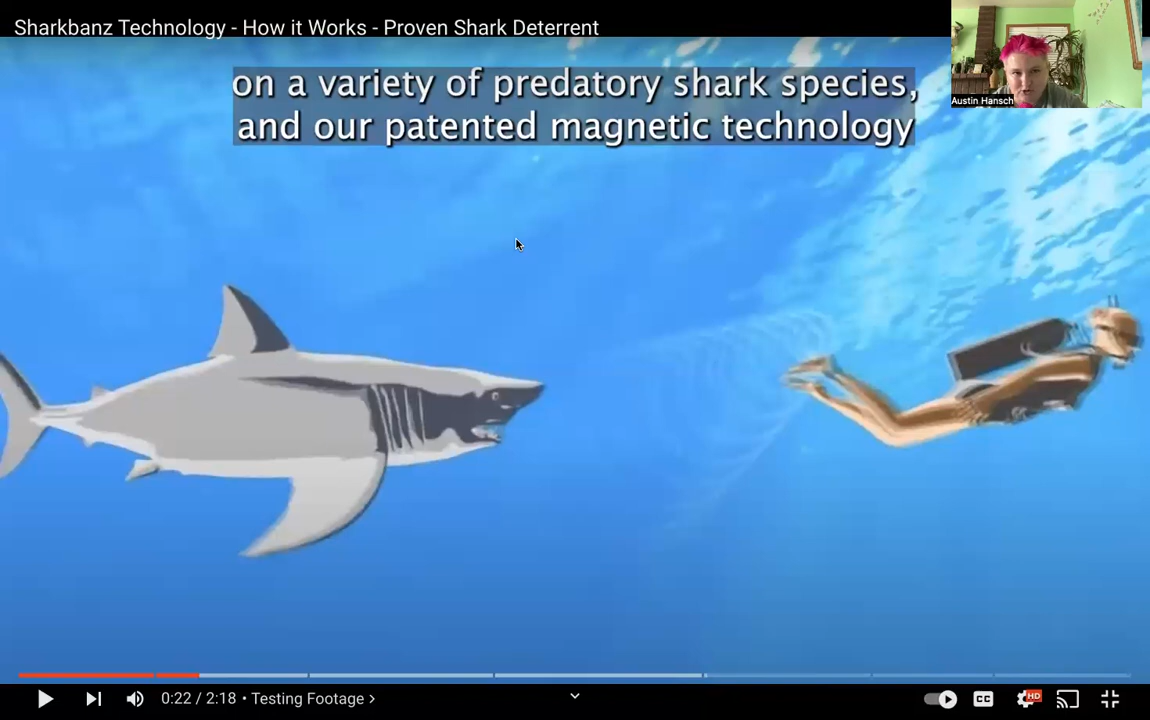 Sharkbanz Technology - How it Works - Proven Shark Deterrent
Austin Hansch
on a variety of predatory shark species,
and our patented magnetic technology
0:22 / 2:18 • Testing Footage >
CC
HD